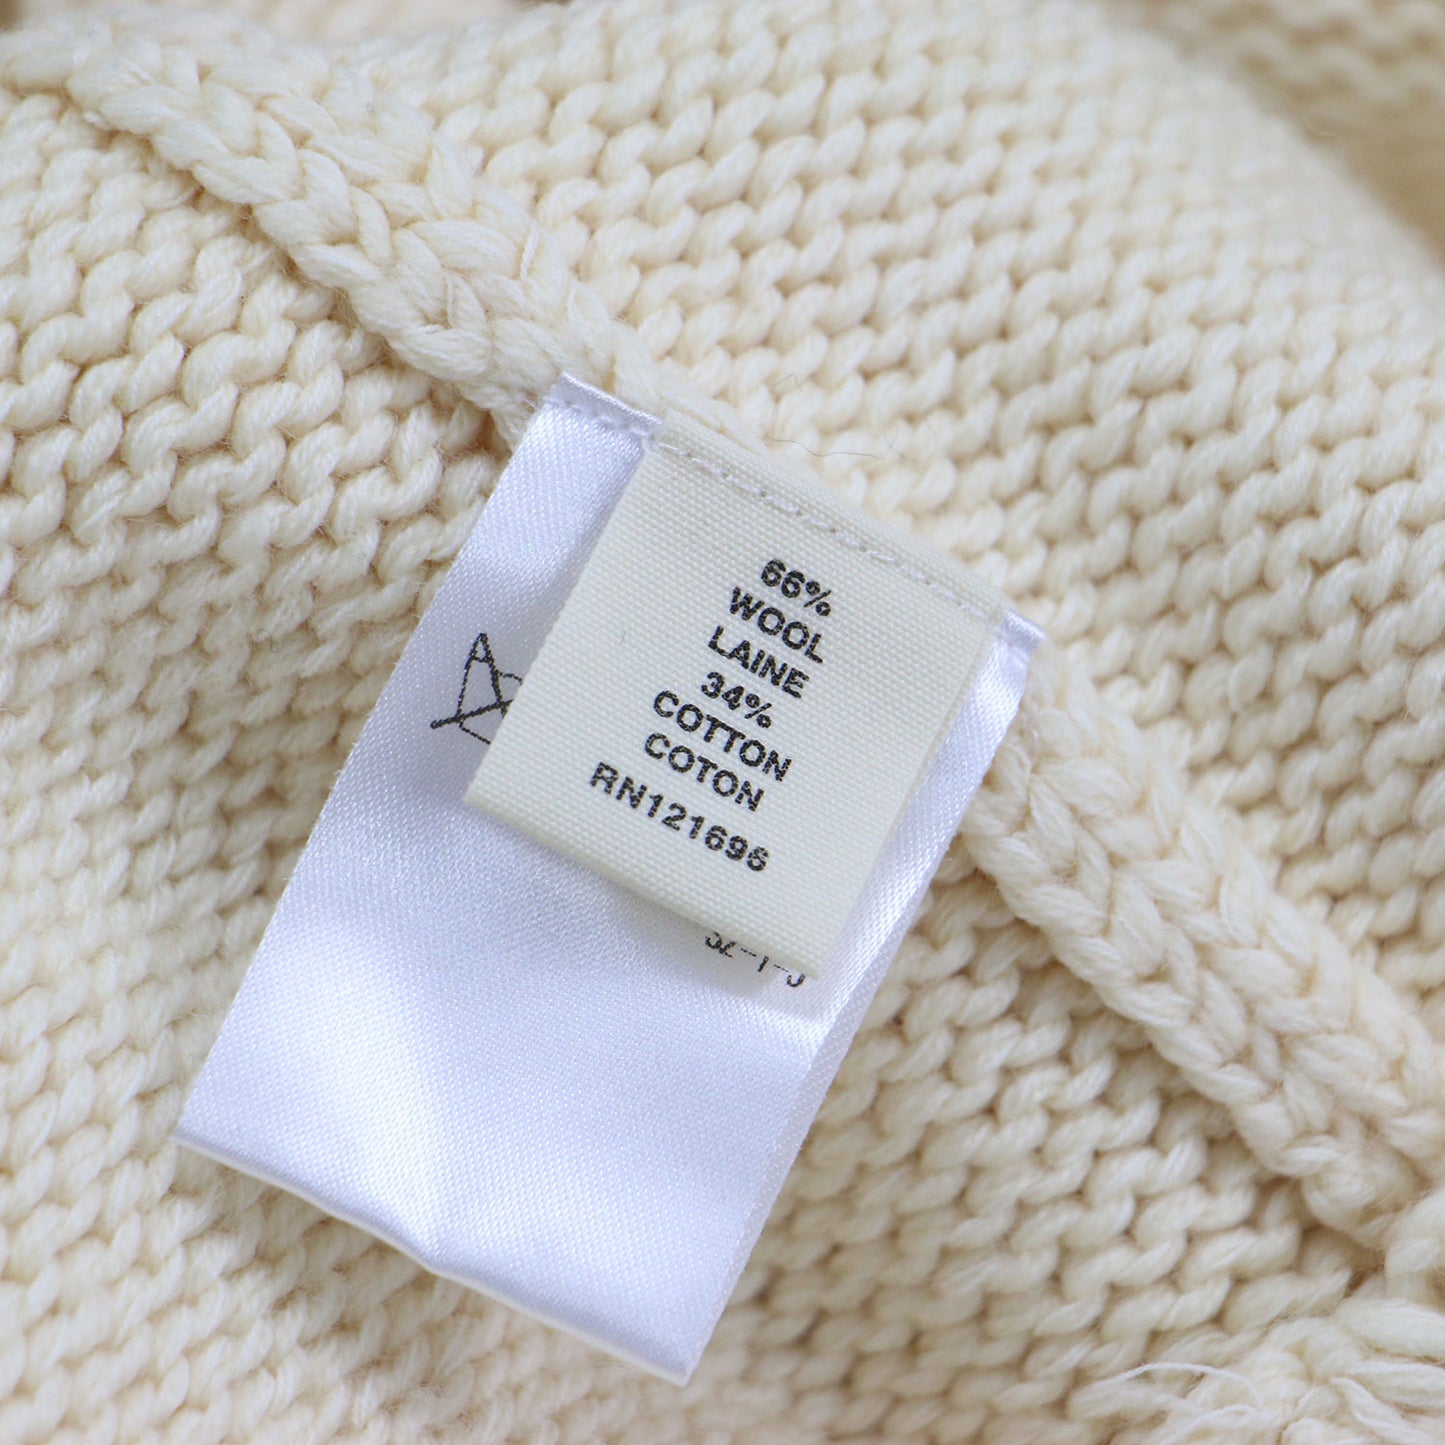 66%
WOOL
LAINE
34%
COTTON
COTON
RN121696